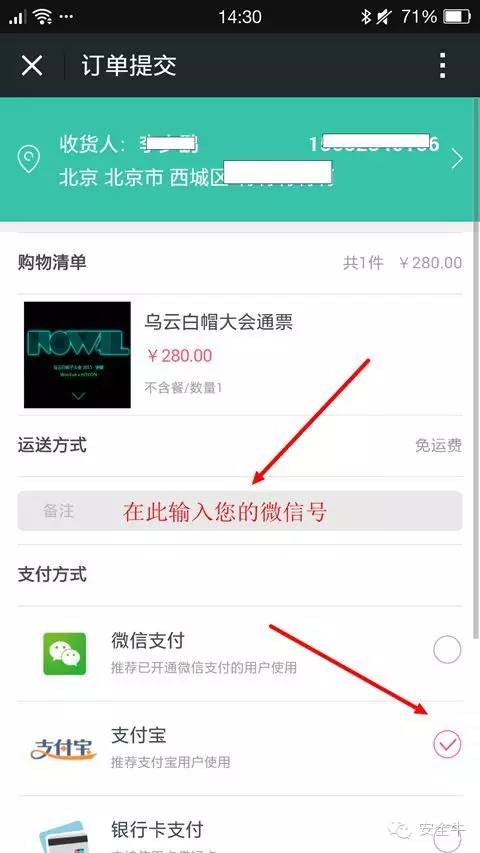 14:30
71%
订单提交
收货人：
北京 北京市 西城区
购物清单
共1件 ￥280.00
NOWAL
乌云白帽大会通票
￥280.00
不含餐/数量1
运送方式
免运费
备注
在此输入您的微信号
支付方式
微信支付
推荐已开通微信支付的用户使用
支付宝
支付宝
推荐支付宝用户使用
银行卡支付
安全牛